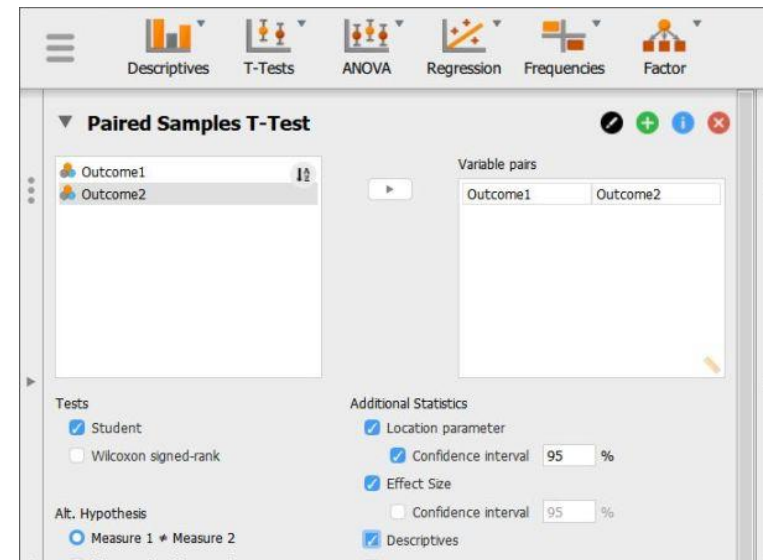 Descriptives T-Tests ANOVA Regression Frequencies Factor
Paired Samples T-Test
Outcome1
Outcome2
Variable pairs
Outcome1 Outcome2
Tests
Student
Wilcoxon signed-rank
Alt. Hypothesis
Measure 1 ≠ Measure 2
Additional Statistics
Location parameter
Confidence interval 95 %
Effect Size
Confidence interval 95 %
Descriptives